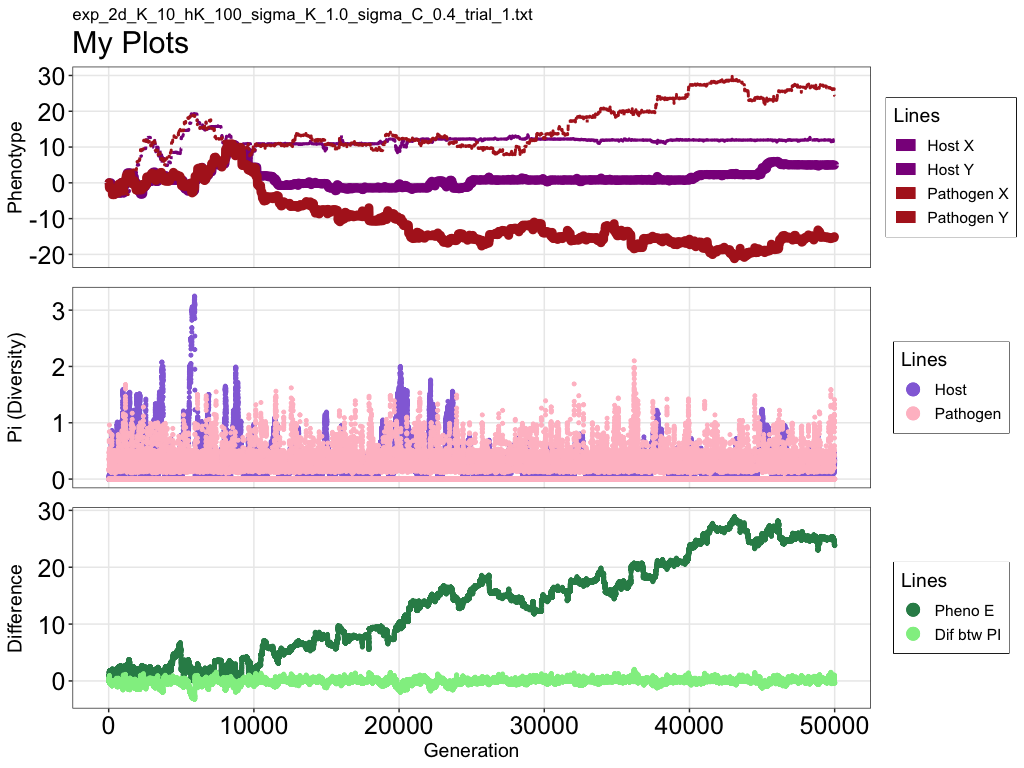 exp_2d_K_10_hK_100_sigma_K_1.0_sigma_C_0.4_trial_1.txt
My Plots
Phenotype
30
20
10
0
-10
-20
Lines
Host X
Host Y
Pathogen X
Pathogen Y
Pi (Diversity)
3
2
1
0
Lines
Host
Pathogen
Difference
30
20
10
0
Lines
Pheno E
Dif btw PI
0 10000 20000 30000 40000 50000
Generation